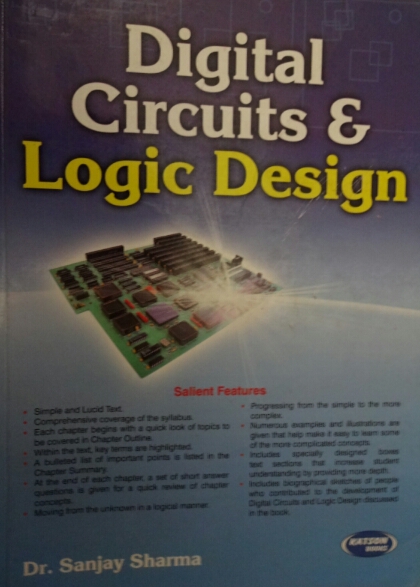 Digital
Circuits &
Logic Design
Salient Features
• Simple and Lucid Text.
• Comprehensive coverage of the syllabus.
• Each chapter begins with a quick look of topics to
be covered in Chapter Outline.
• Within the text, key terms are highlighted.
• A bulleted list of important points is listed in the
Chapter Summary.
• At the end of each chapter, a set of short answer
questions is given for a quick review of chapter
concepts.
• Moving from the unknown in a logical manner.
• Progressing from the simple to the more
complex.
• Numerous examples and illustrations are
given that help make it easy to learn some
of the more complicated concepts.
• Includes specially designed boxes
text sections that increase student
understanding by providing more depth.
• Includes biographical sketches of people
who contributed to the development of
Digital Circuits and Logic Design discussed
in the book.
KATSON
BOOKS
Dr. Sanjay Sharma